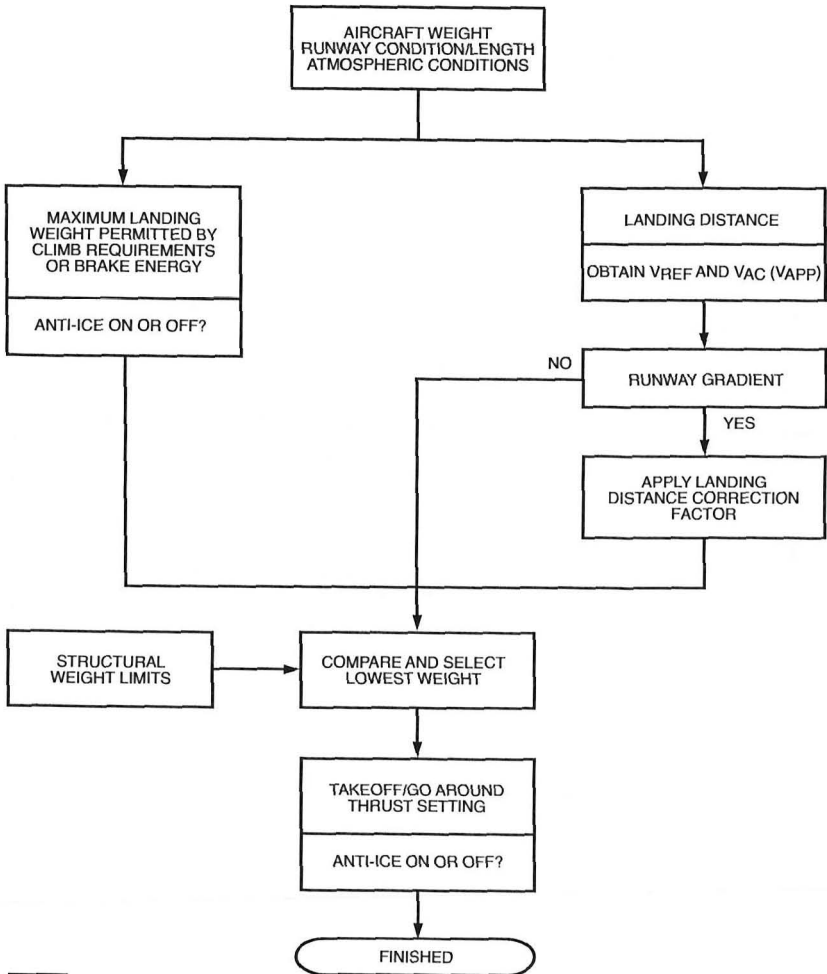 AIRCRAFT WEIGHT
RUNWAY CONDITION/LENGTH
ATMOSPHERIC CONDITIONS
MAXIMUM LANDING
WEIGHT PERMITTED BY
CLIMB REQUIREMENTS
OR BRAKE ENERGY
ANTI-ICE ON OR OFF?
LANDING DISTANCE
OBTAIN VREF AND VAC (VAPP)
NO
RUNWAY GRADIENT
YES
APPLY LANDING
DISTANCE CORRECTION
FACTOR
STRUCTURAL
WEIGHT LIMITS
COMPARE AND SELECT
LOWEST WEIGHT
TAKEOFF/GO AROUND
THRUST SETTING
ANTI-ICE ON OR OFF?
FINISHED